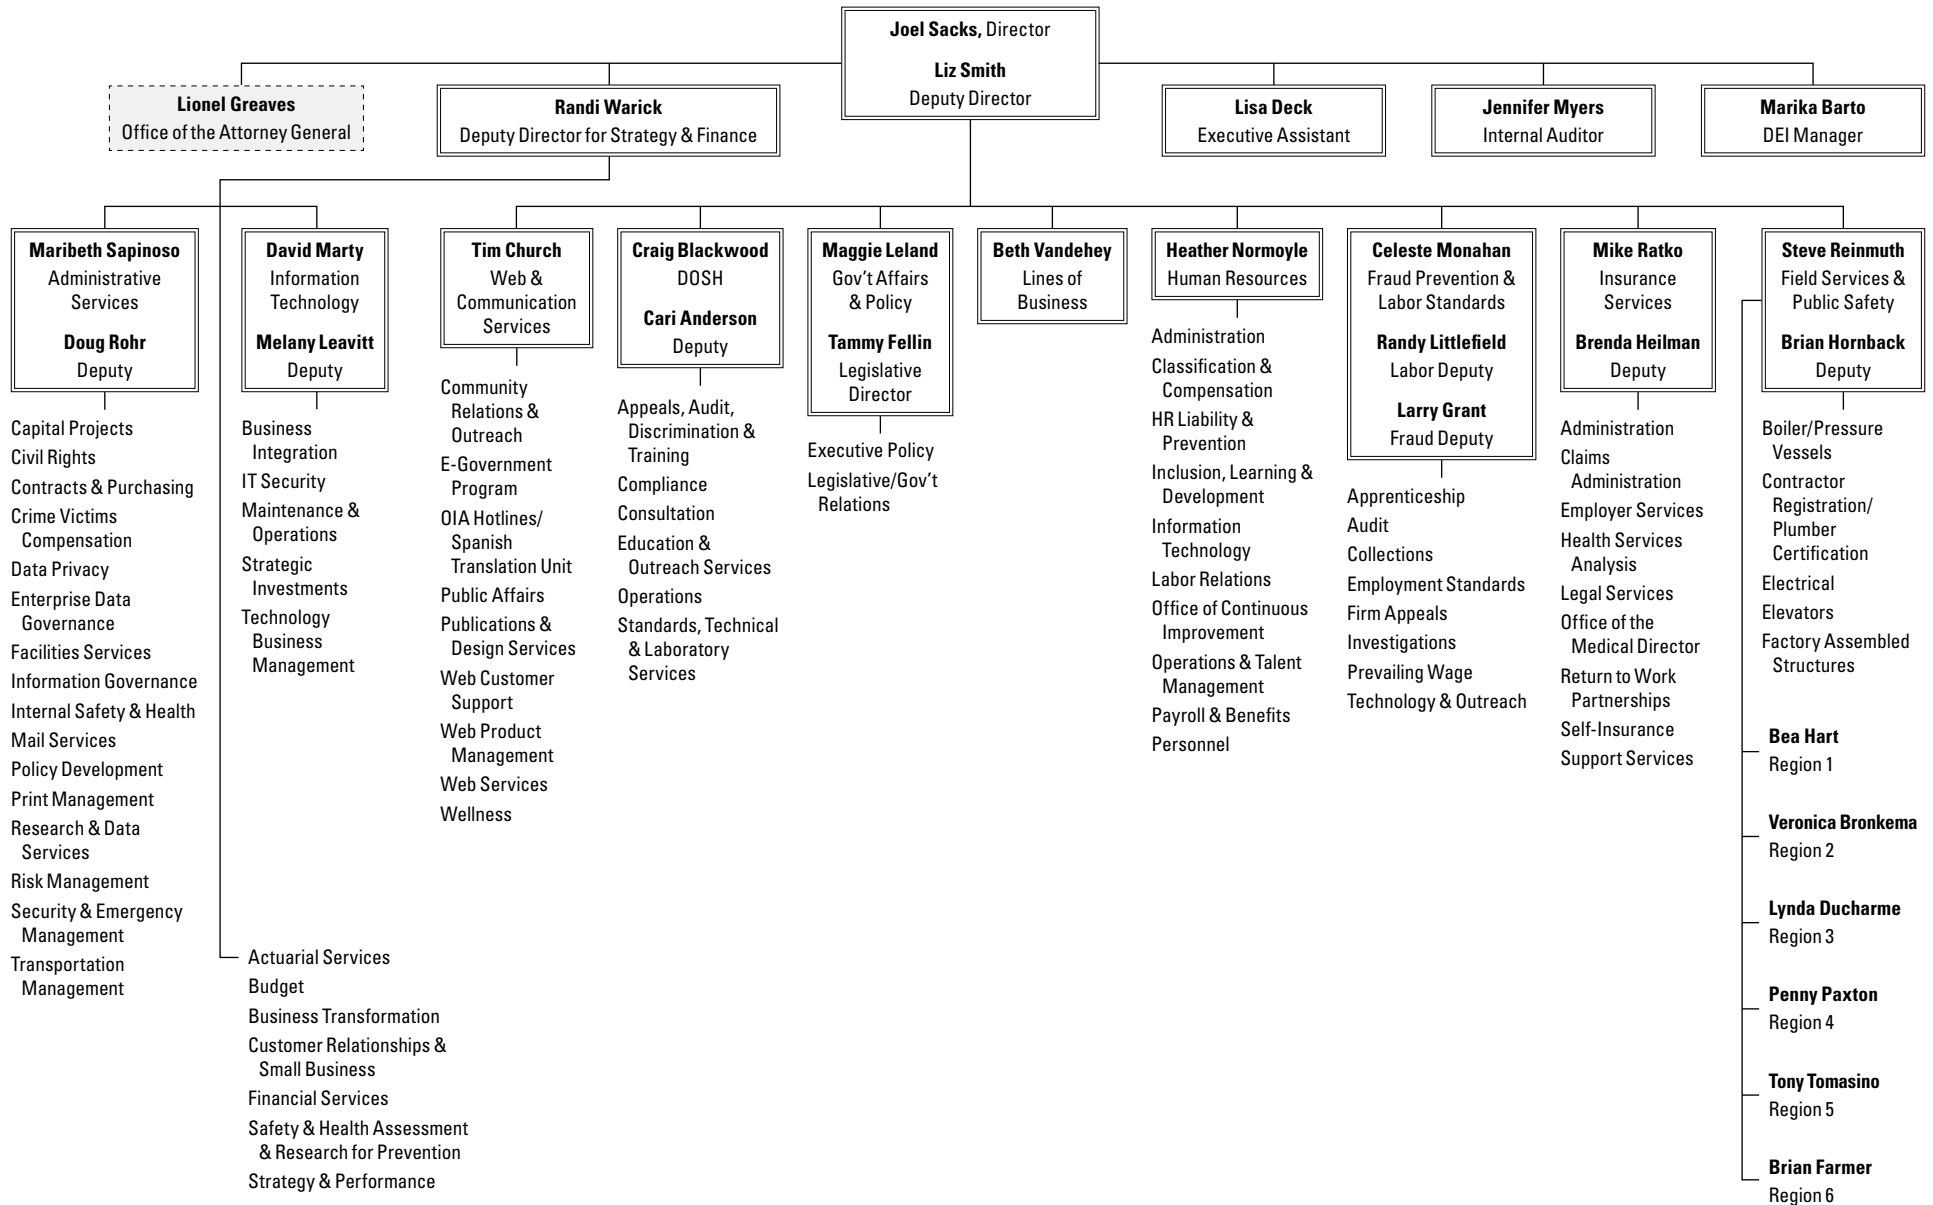 Joel Sacks, Director
Liz Smith
Deputy Director
Lionel Greaves
Office of the Attorney General
Randi Warick
Deputy Director for Strategy & Finance
Lisa Deck
Executive Assistant
Jennifer Myers
Internal Auditor
Marika Barto
DEI Manager
Maribeth Sapinoso
Administrative
Services
Doug Rohr
Deputy
Capital Projects
Civil Rights
Contracts & Purchasing
Crime Victims
Compensation
Data Privacy
Enterprise Data
Governance
Facilities Services
Information Governance
Internal Safety & Health
Mail Services
Policy Development
Print Management
Research & Data
Services
Risk Management
Security & Emergency
Management
Transportation
Management
David Marty
Information
Technology
Melany Leavitt
Deputy
Business
Integration
IT Security
Maintenance &
Operations
Strategic
Investments
Technology
Business
Management
Actuarial Services
Budget
Business Transformation
Customer Relationships &
Small Business
Financial Services
Safety & Health Assessment
& Research for Prevention
Strategy & Performance
Tim Church
Web &
Communication
Services
Community
Relations &
Outreach
E-Government
Program
OIA Hotlines/
Spanish
Translation Unit
Public Affairs
Publications &
Design Services
Web Customer
Support
Web Product
Management
Web Services
Wellness
Craig Blackwood
DOSH
Cari Anderson
Deputy
Appeals, Audit,
Discrimination &
Training
Compliance
Consultation
Education &
Outreach Services
Operations
Standards, Technical
& Laboratory
Services
Maggie Leland
Gov't Affairs
& Policy
Tammy Fellin
Legislative
Director
Executive Policy
Legislative/Gov't
Relations
Beth Vandehey
Lines of
Business
Heather Normoyle
Human Resources
Administration
Classification &
Compensation
HR Liability &
Prevention
Inclusion, Learning &
Development
Information
Technology
Labor Relations
Office of Continuous
Improvement
Operations & Talent
Management
Payroll & Benefits
Personnel
Celeste Monahan
Fraud Prevention &
Labor Standards
Randy Littlefield
Labor Deputy
Larry Grant
Fraud Deputy
Apprenticeship
Audit
Collections
Employment Standards
Firm Appeals
Investigations
Prevailing Wage
Technology & Outreach
Mike Ratko
Insurance
Services
Brenda Heilman
Deputy
Administration
Claims
Administration
Employer Services
Health Services
Analysis
Legal Services
Office of the
Medical Director
Return to Work
Partnerships
Self-Insurance
Support Services
Steve Reinmuth
Field Services &
Public Safety
Brian Hornback
Deputy
Boiler/Pressure
Vessels
Contractor
Registration/
Plumber
Certification
Electrical
Elevators
Factory Assembled
Structures
Bea Hart
Region 1
Veronica Bronkema
Region 2
Lynda Ducharme
Region 3
Penny Paxton
Region 4
Tony Tomasino
Region 5
Brian Farmer
Region 6